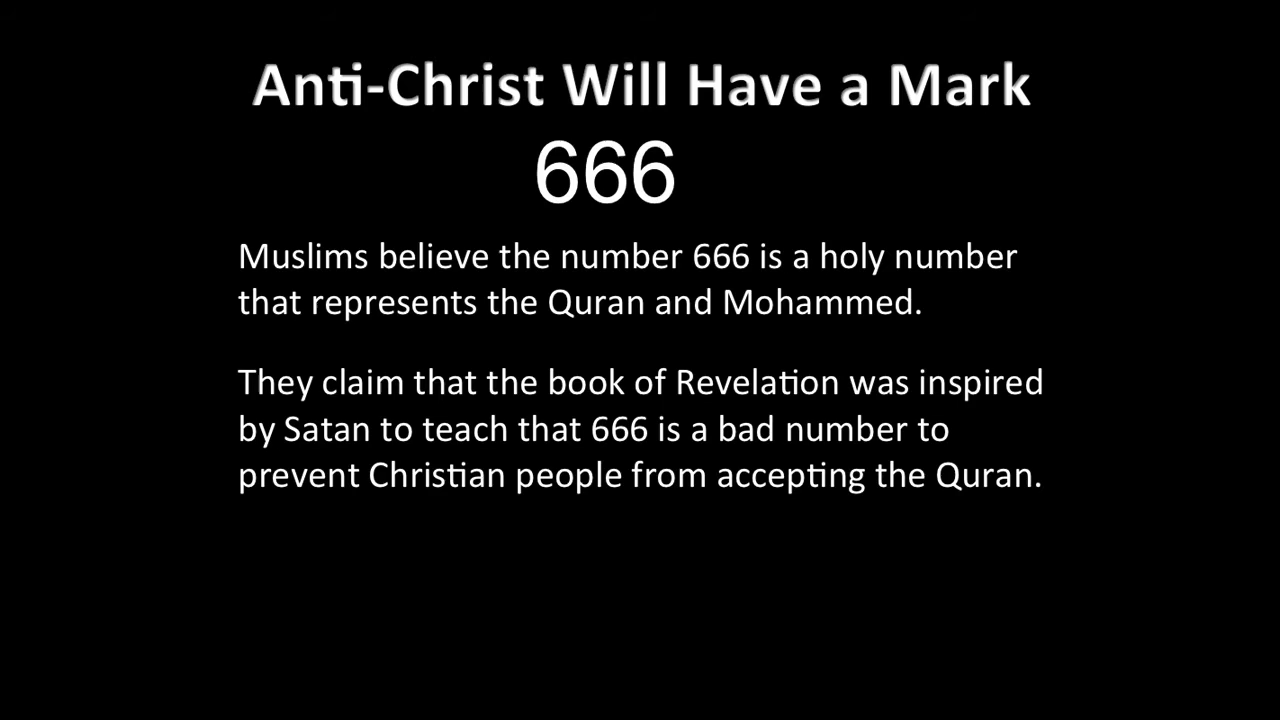 Anti-Christ Will Have a Mark
666
Muslims believe the number 666 is a holy number
that represents the Quran and Mohammed.
They claim that the book of Revelation was inspired
by Satan to teach that 666 is a bad number to
prevent Christian people from accepting the Quran.